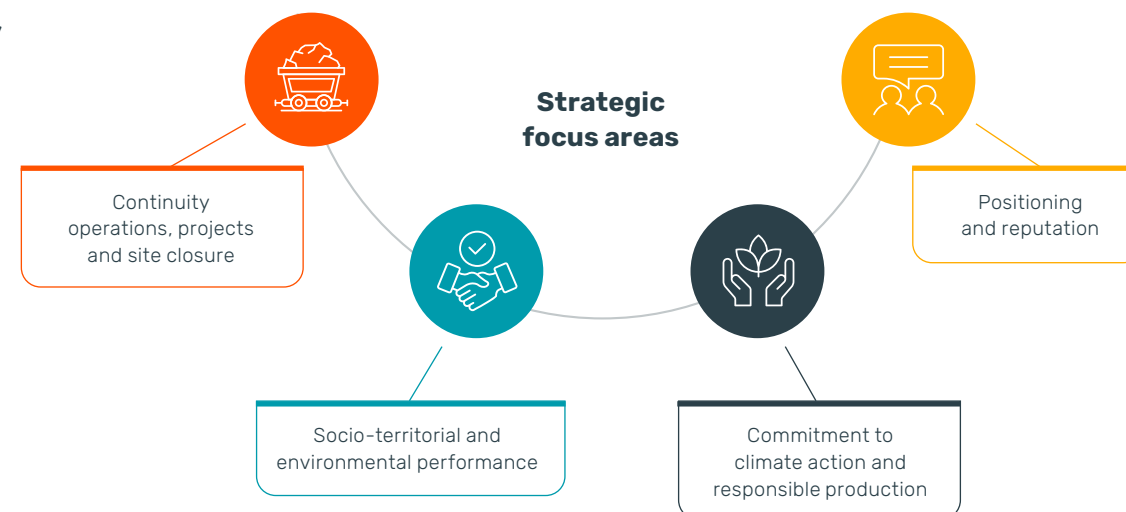 Strategic
focus areas
Continuity
operations, projects
and site closure
Socio-territorial and
environmental performance
Commitment to
climate action and
responsible production
Positioning
and reputation